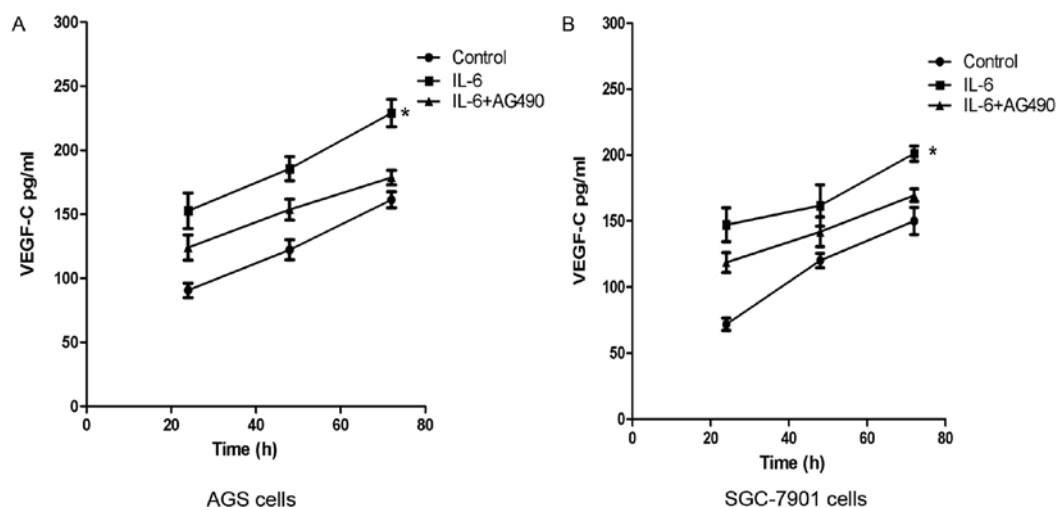 A
300
250
200
150
100
50
0
VEGF-C pg/ml
Control
IL-6
IL-6+AG490
*
0 20 40 60 80
Time (h)
AGS cells
B
300
250
200
150
100
50
0
VEGF-C pg/ml
Control
IL-6
IL-6+AG490
*
0 20 40 60 80
Time (h)
SGC-7901 cells